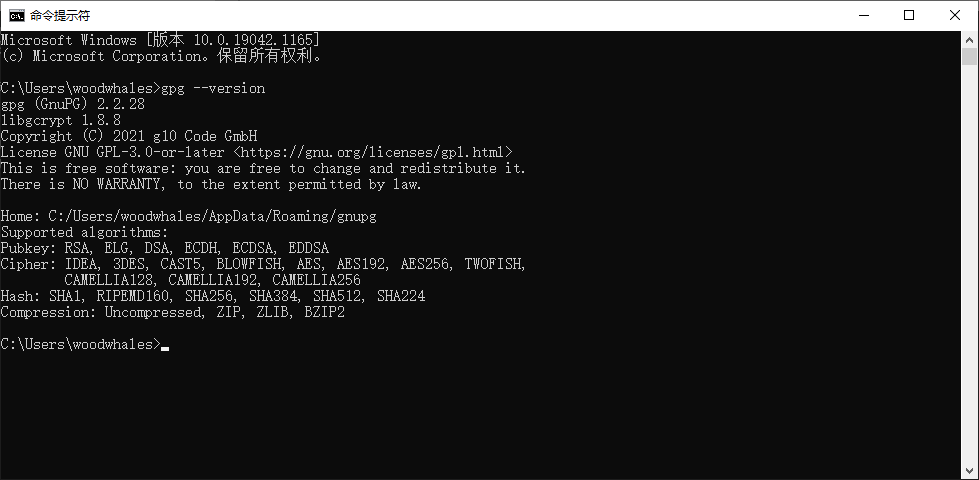 命令提示符
Microsoft Windows [版本 10.0.19042.1165]
(c) Microsoft Corporation。保留所有权利。
C:\Users\woodwhales>gpg --version
gpg (GnuPG) 2.2.28
libgcrypt 1.8.8
Copyright (C) 2021 g10 Code GmbH
License GNU GPL-3.0-or-later <https://gnu.org/licenses/gpl.html>
This is free software: you are free to change and redistribute it.
There is NO WARRANTY, to the extent permitted by law.
Home: C:/Users/woodwhales/AppData/Roaming/gnupg
Supported algorithms:
Pubkey: RSA, ELG, DSA, ECDH, ECDSA, EDDSA
Cipher: IDEA, 3DES, CAST5, BLOWFISH, AES, AES192, AES256, TWOFISH,
CAMELLIA128, CAMELLIA192, CAMELLIA256
Hash: SHA1, RIPEMD160, SHA256, SHA384, SHA512, SHA224
Compression: Uncompressed, ZIP, ZLIB, BZIP2
C:\Users\woodwhales>